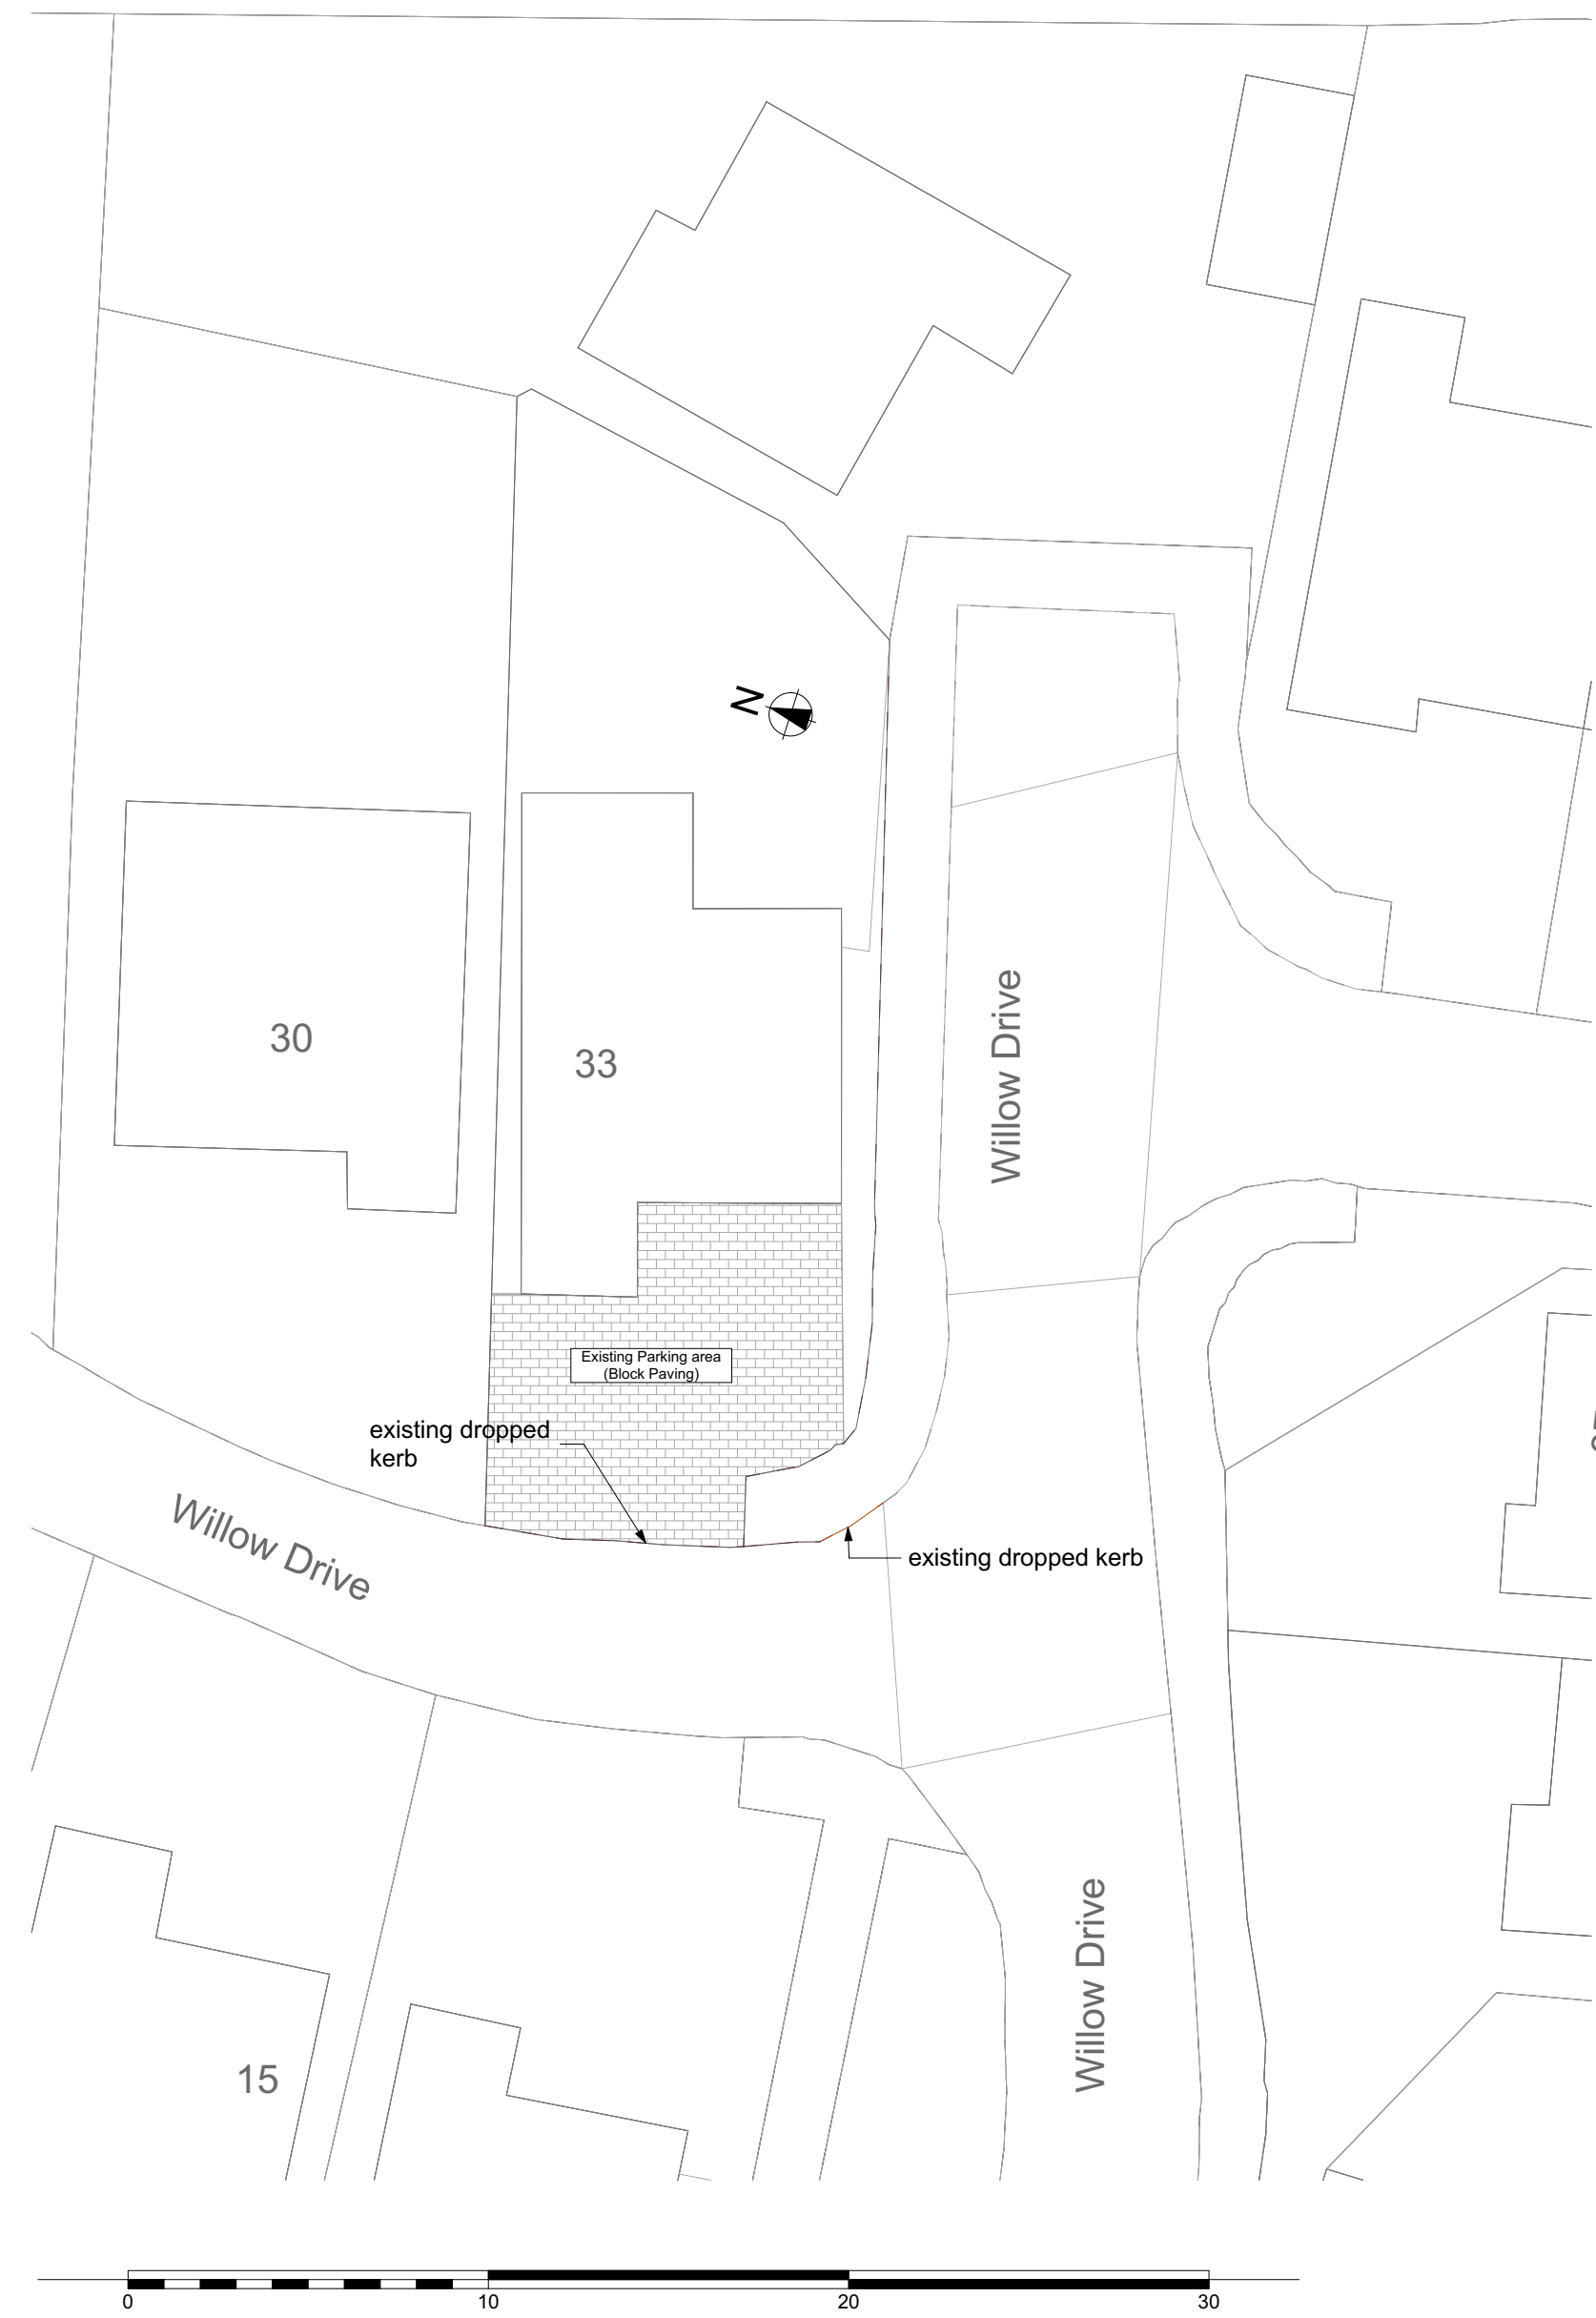 N
30
33
Willow Drive
Existing Parking area
(Block Paving)
existing dropped
kerb
Willow Drive
existing dropped kerb
Willow Drive
15
0 10 20 30